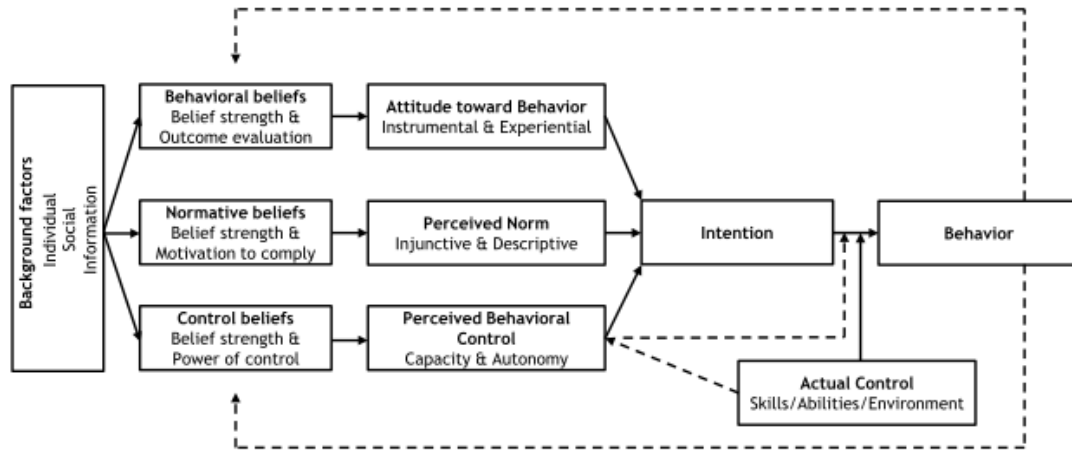 Background factors
Individual
Social
Information
Behavioral beliefs
Belief strength &
Outcome evaluation
Attitude toward Behavior
Instrumental & Experiential
Normative beliefs
Belief strength &
Motivation to comply
Perceived Norm
Injunctive & Descriptive
Intention
Behavior
Control beliefs
Belief strength &
Power of control
Perceived Behavioral
Control
Capacity & Autonomy
Actual Control
Skills/Abilities/Environment